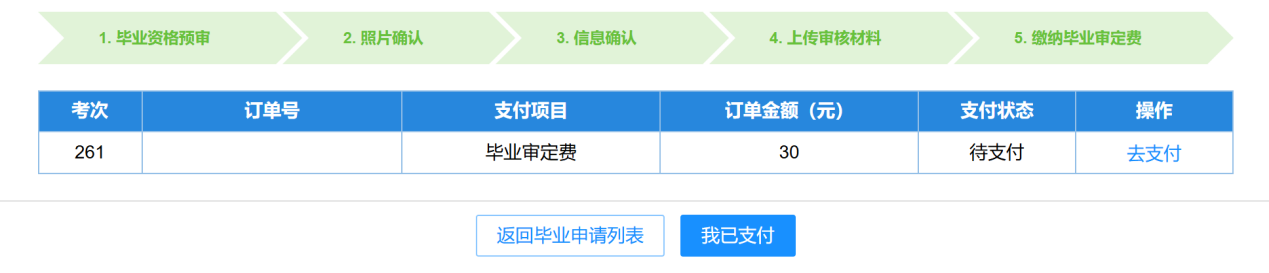 1. 毕业资格预审 2. 照片确认 3. 信息确认 4. 上传审核材料 5. 缴纳毕业审定费
考次 订单号 支付项目 订单金额（元） 支付状态 操作
261 毕业审定费 30 待支付 去支付
返回毕业申请列表 我已支付